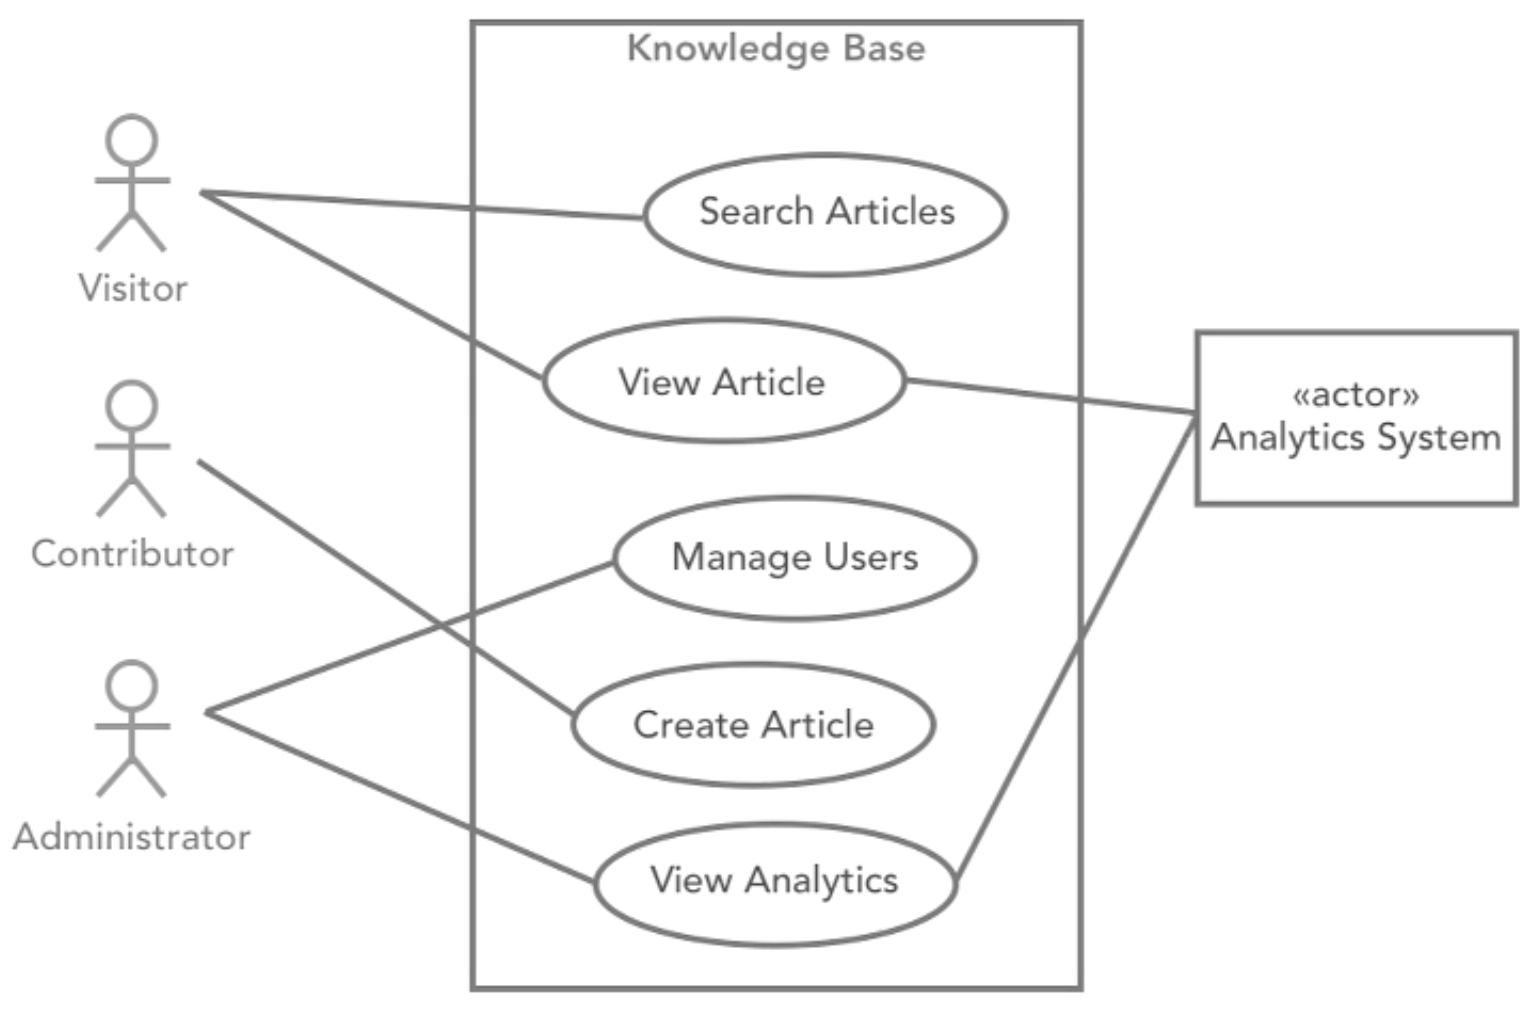 Knowledge Base
Visitor
Contributor
Administrator
Search Articles
View Article
Manage Users
Create Article
View Analytics
«actor»
Analytics System